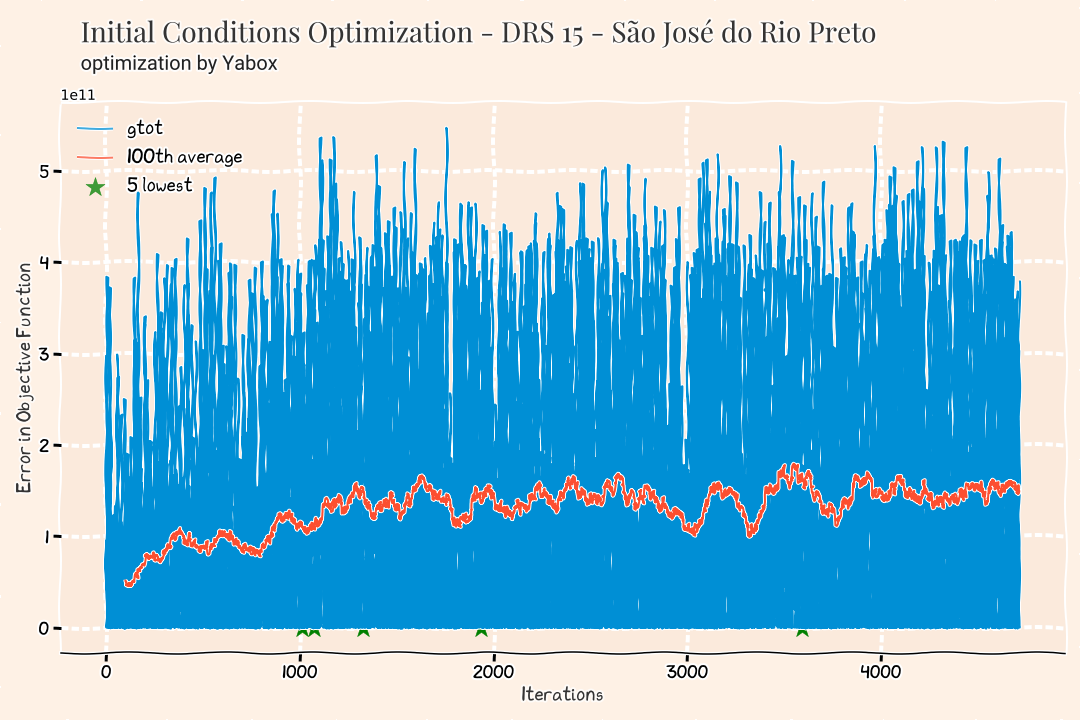 Initial Conditions Optimization - DRS 15 - São José do Rio Preto
optimization by Yabox
1e11
gtot
100th average
5 lowest
5
4
3
2
1
0
Error in Objective Function
0 1000 2000 3000 4000
Iterations